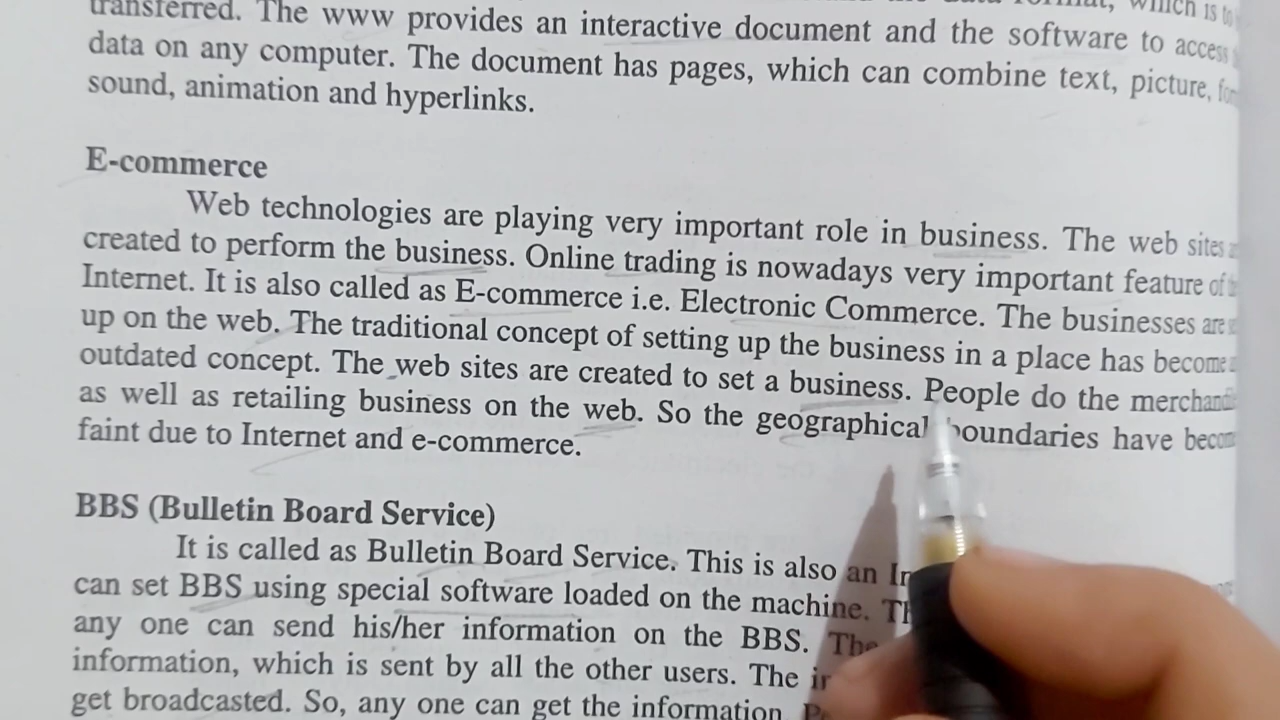 transferred. The www provides an interactive document and the software to access
data on any computer. The document has pages, which can combine text, picture,
sound, animation and hyperlinks.
E-commerce
Web technologies are playing very important role in business. The web sites
created to perform the business. Online trading is nowadays very important feature of
Internet. It is also called as E-commerce i.e. Electronic Commerce. The businesses are
up on the web. The traditional concept of setting up the business in a place has become
outdated concept. The web sites are created to set a business. People do the
as well as retailing business on the web. So the geographical boundaries have
faint due to Internet and e-commerce.
BBS (Bulletin Board Service)
It is called as Bulletin Board Service. This is also an
can set BBS using special software loaded on the machine.
any one can send his/her information on the BBS. The
information, which is sent by all the other users. The
get broadcasted. So, any one can get the information.